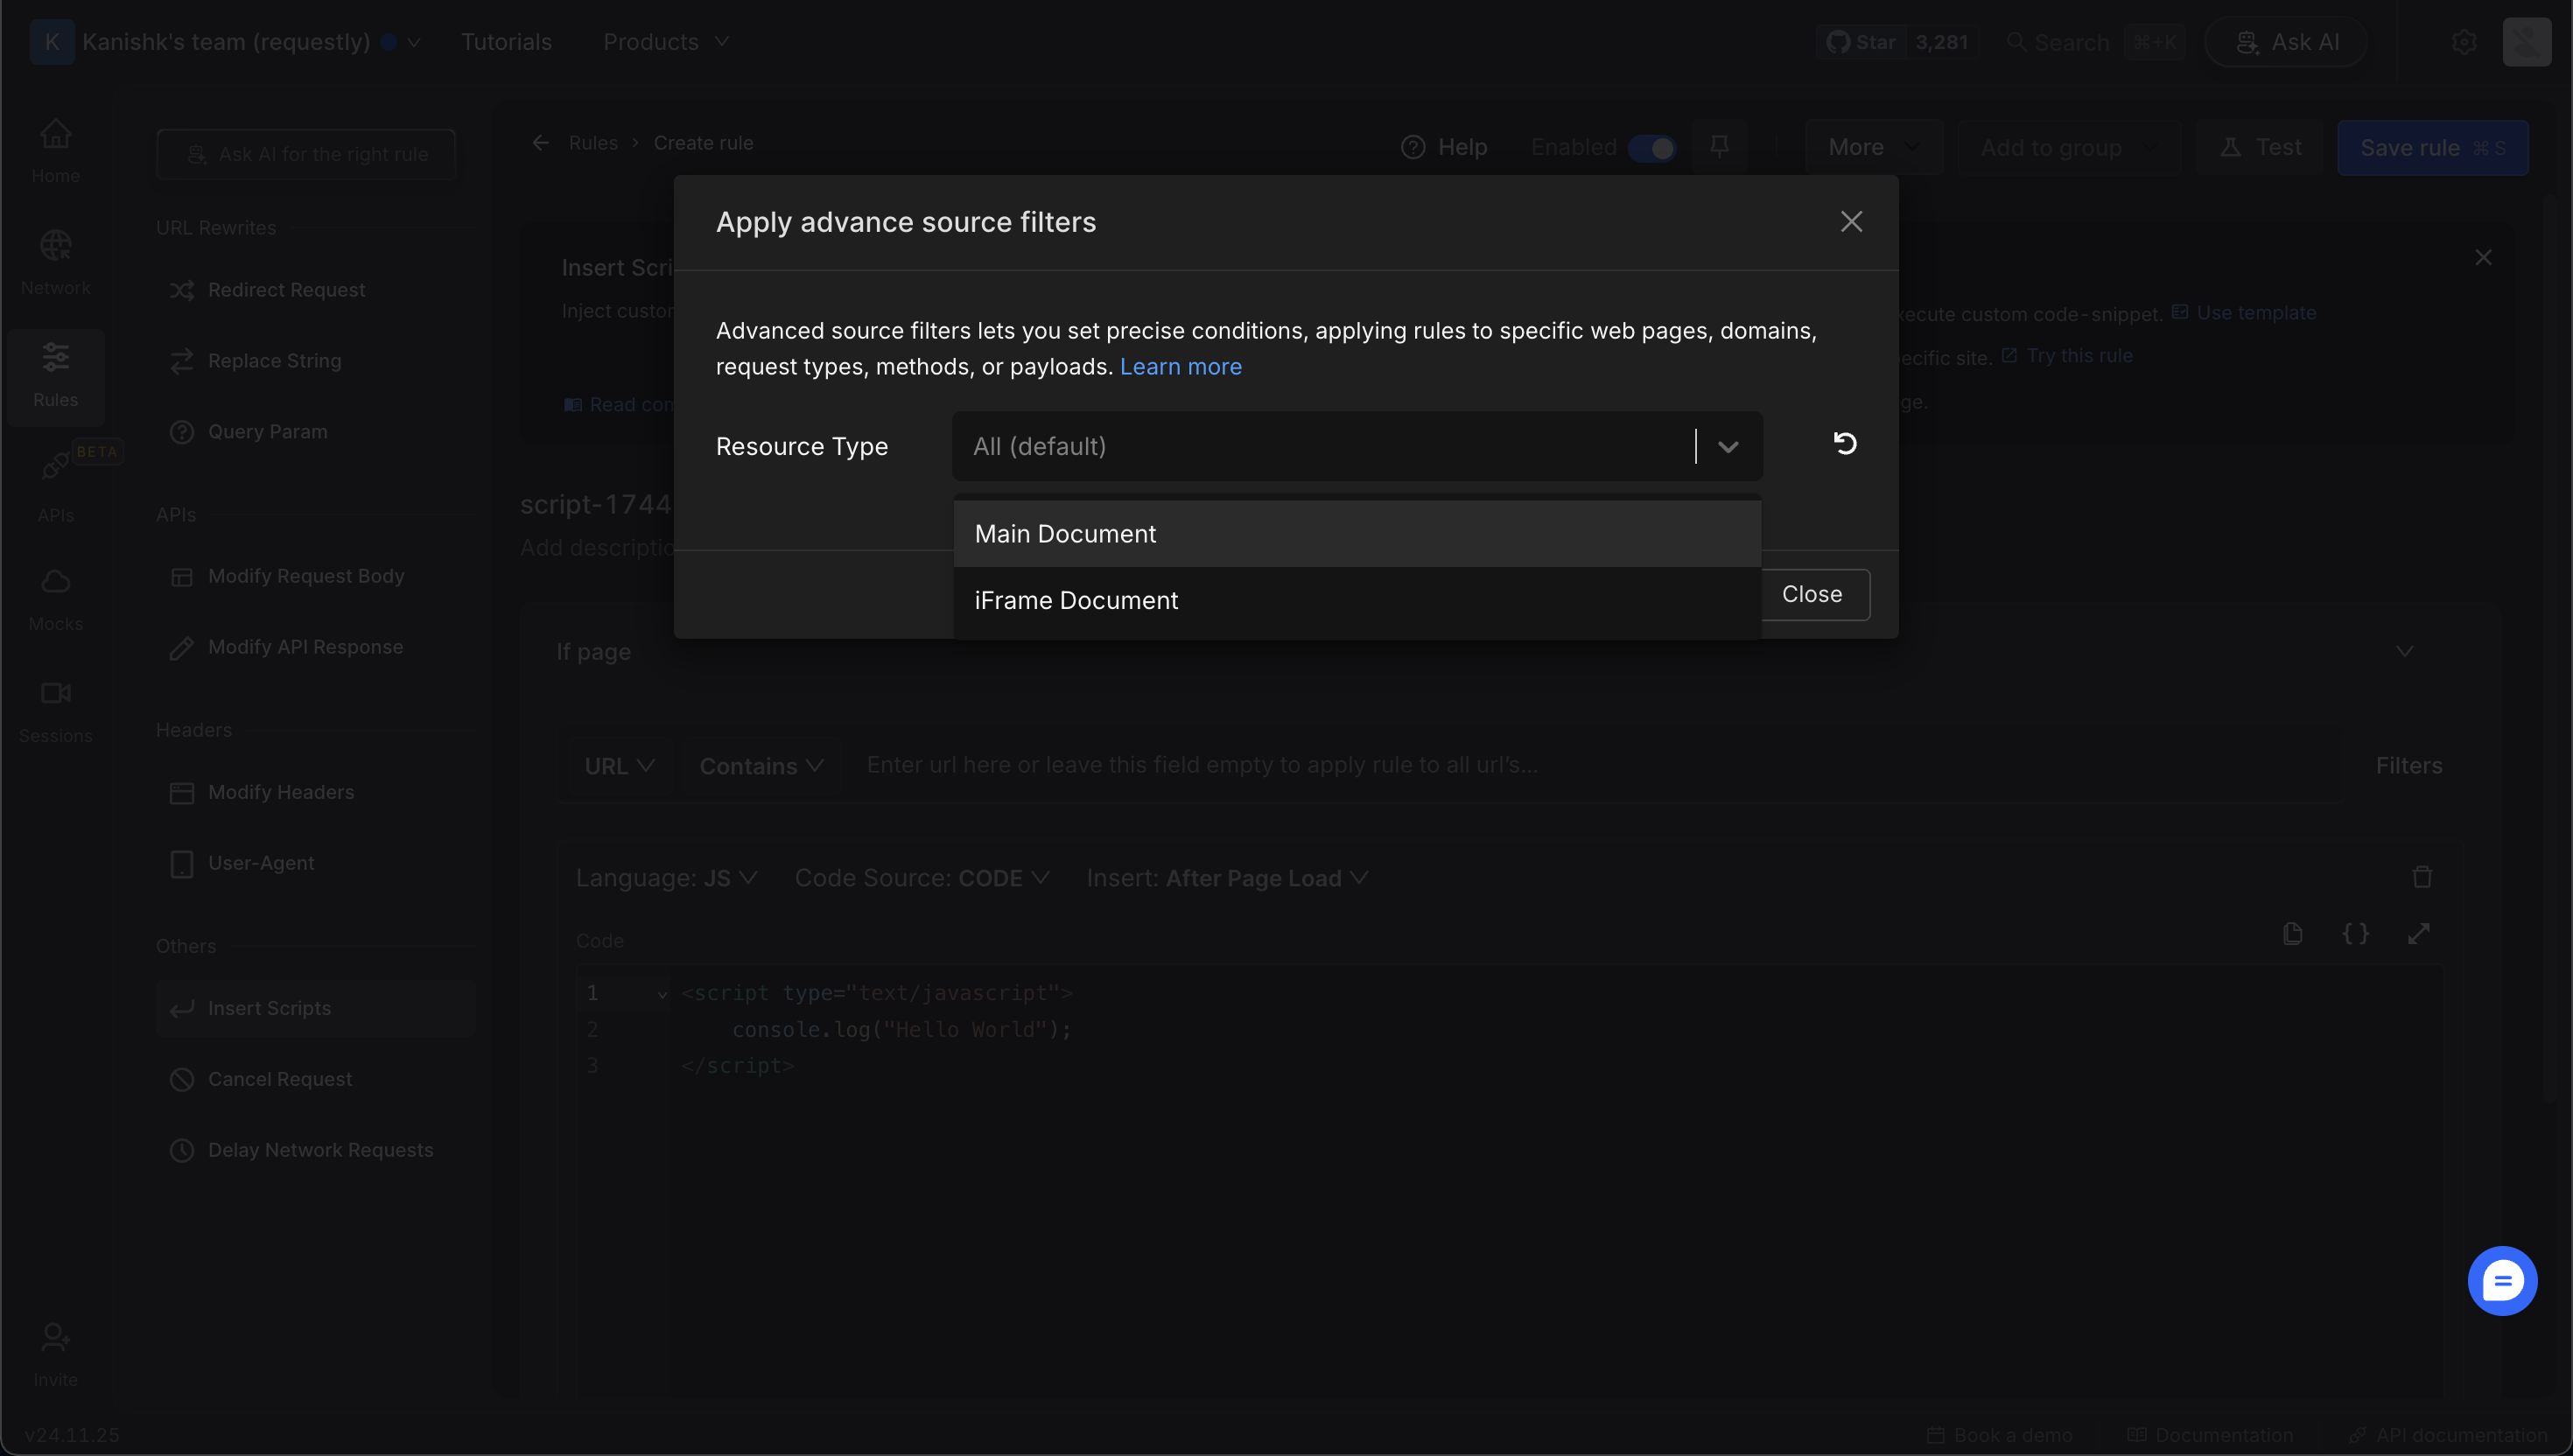 K Kanishk's team (requestly) Tutorials Products Star 3,281 Search ⌘+K Ask AI
Home
Network
Rules
BETA
APIs
Mocks
Sessions
Invite
v24.11.25
Ask AI for the right rule
URL Rewrites
Redirect Request
Replace String
Query Param
APIs
Modify Request Body
Modify API Response
Headers
Modify Headers
User-Agent
Others
Insert Scripts
Cancel Request
Delay Network Requests
Rules > Create rule Help Enabled More Add to group Test Save rule ⌘ S
Insert Scri
Inject custor
Read con
xecute custom code-snippet. Use template
ecific site. Try this rule
ge.
script-1744
Add descriptio
Apply advance source filters
Advanced source filters lets you set precise conditions, applying rules to specific web pages, domains,
request types, methods, or payloads. Learn more
Resource Type All (default)
Main Document
iFrame Document
Close
If page
URL Contains Enter url here or leave this field empty to apply rule to all url's... Filters
Language: JS Code Source: CODE Insert: After Page Load
Code
{}
1 <script type="text/javascript">
2 console.log("Hello World");
3 </script>
Book a demo Documentation API documentation